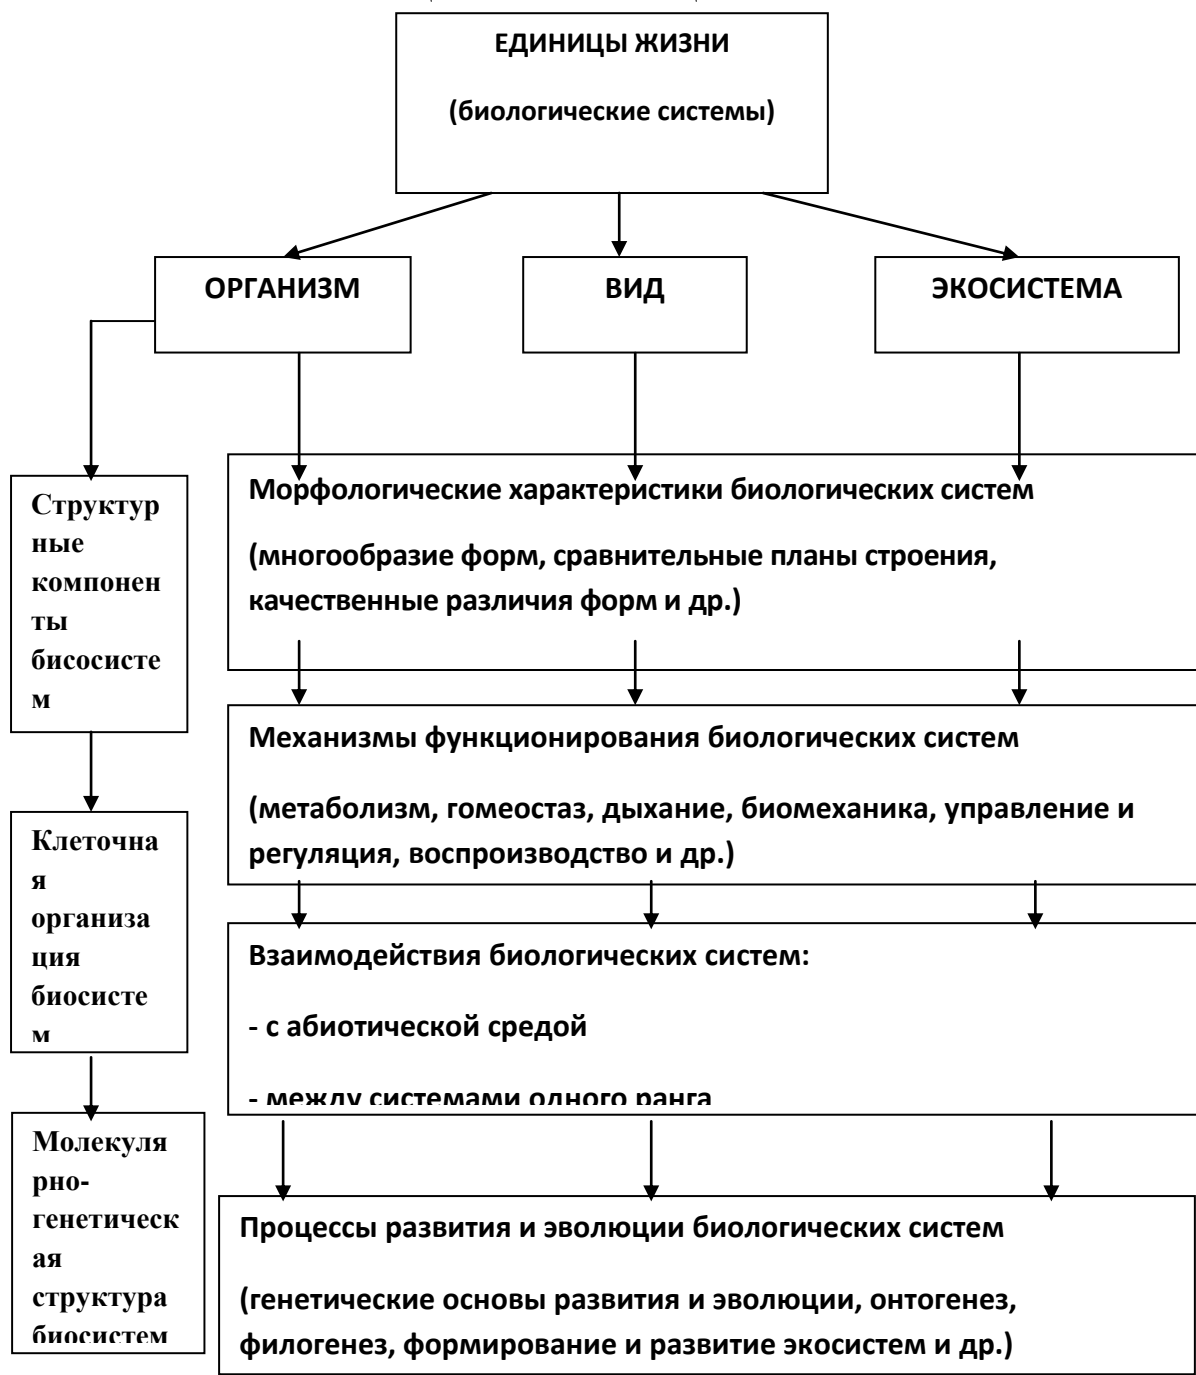 ЕДИНИЦЫ ЖИЗНИ
(биологические системы)
ОРГАНИЗМ
ВИД
ЭКОСИСТЕМА
Структур
ные
компонен
ты
бисосисте
м
Клеточна
я
организа
ция
биосисте
м
Молекуля
рно-
генетическ
ая
структура
биосистем
Морфологические характеристики биологических систем
(многообразие форм, сравнительные планы строения,
качественные различия форм и др.)
Механизмы функционирования биологических систем
(метаболизм, гомеостаз, дыхание, биомеханика, управление и
регуляция, воспроизводство и др.)
Взаимодействия биологических систем:
- с абиотической средой
- между системами одного ранга
Процессы развития и эволюции биологических систем
(генетические основы развития и эволюции, онтогенез,
филогенез, формирование и развитие экосистем и др.)